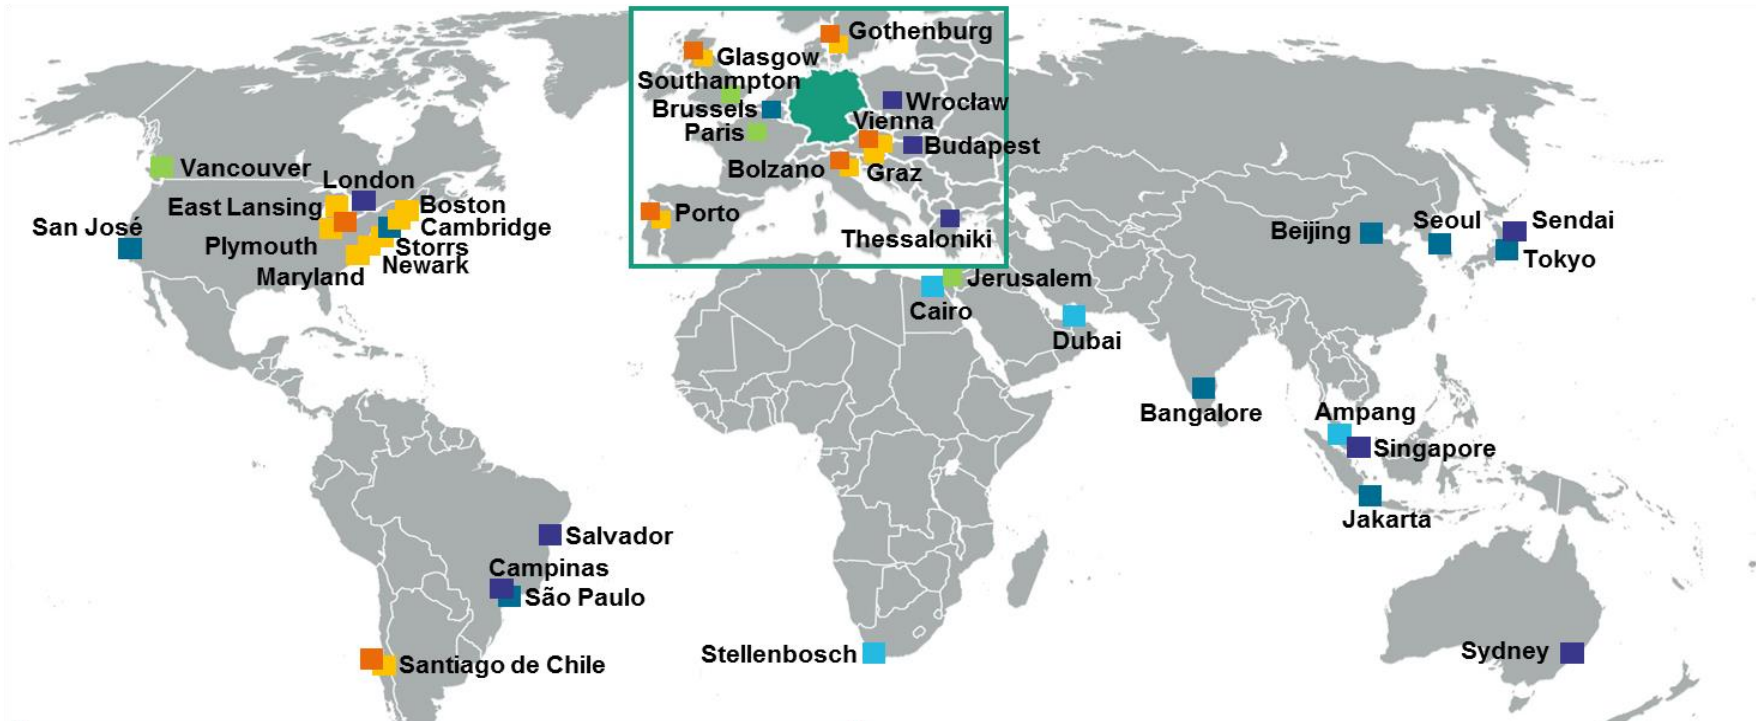 Gothenburg
Glasgow
Southampton
Brussels
Wrocław
Vienna
Paris
Budapest
Bolzano
Graz
Porto
Thessaloniki
Vancouver
London
East Lansing
Boston
San José
Cambridge
Plymouth
Storrs
Newark
Maryland
Jerusalem
Cairo
Dubai
Beijing
Seoul
Sendai
Tokyo
Bangalore
Ampang
Singapore
Jakarta
Salvador
Campinas
São Paulo
Santiago de Chile
Stellenbosch
Sydney